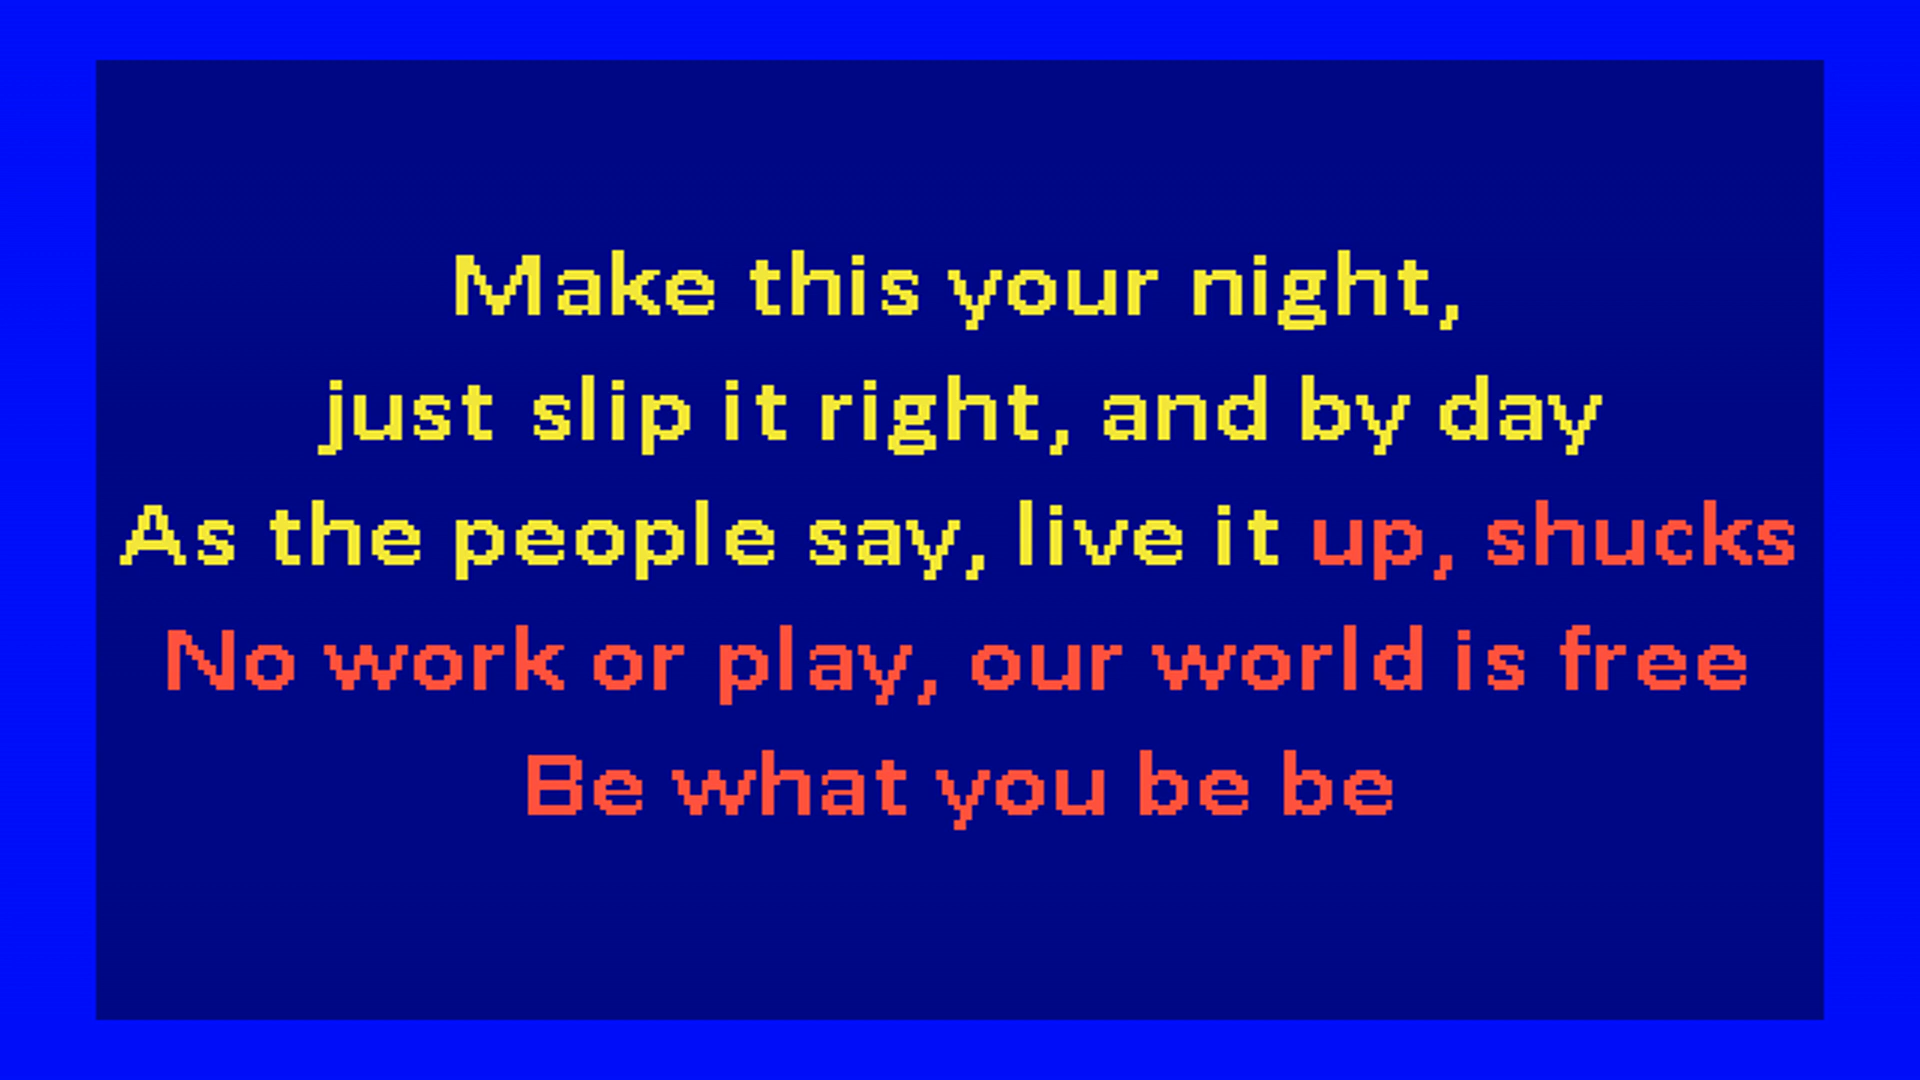 Make this your night,
just slip it right, and by day
As the people say, live it up, shucks
No work or play, our world is free
Be what you be be